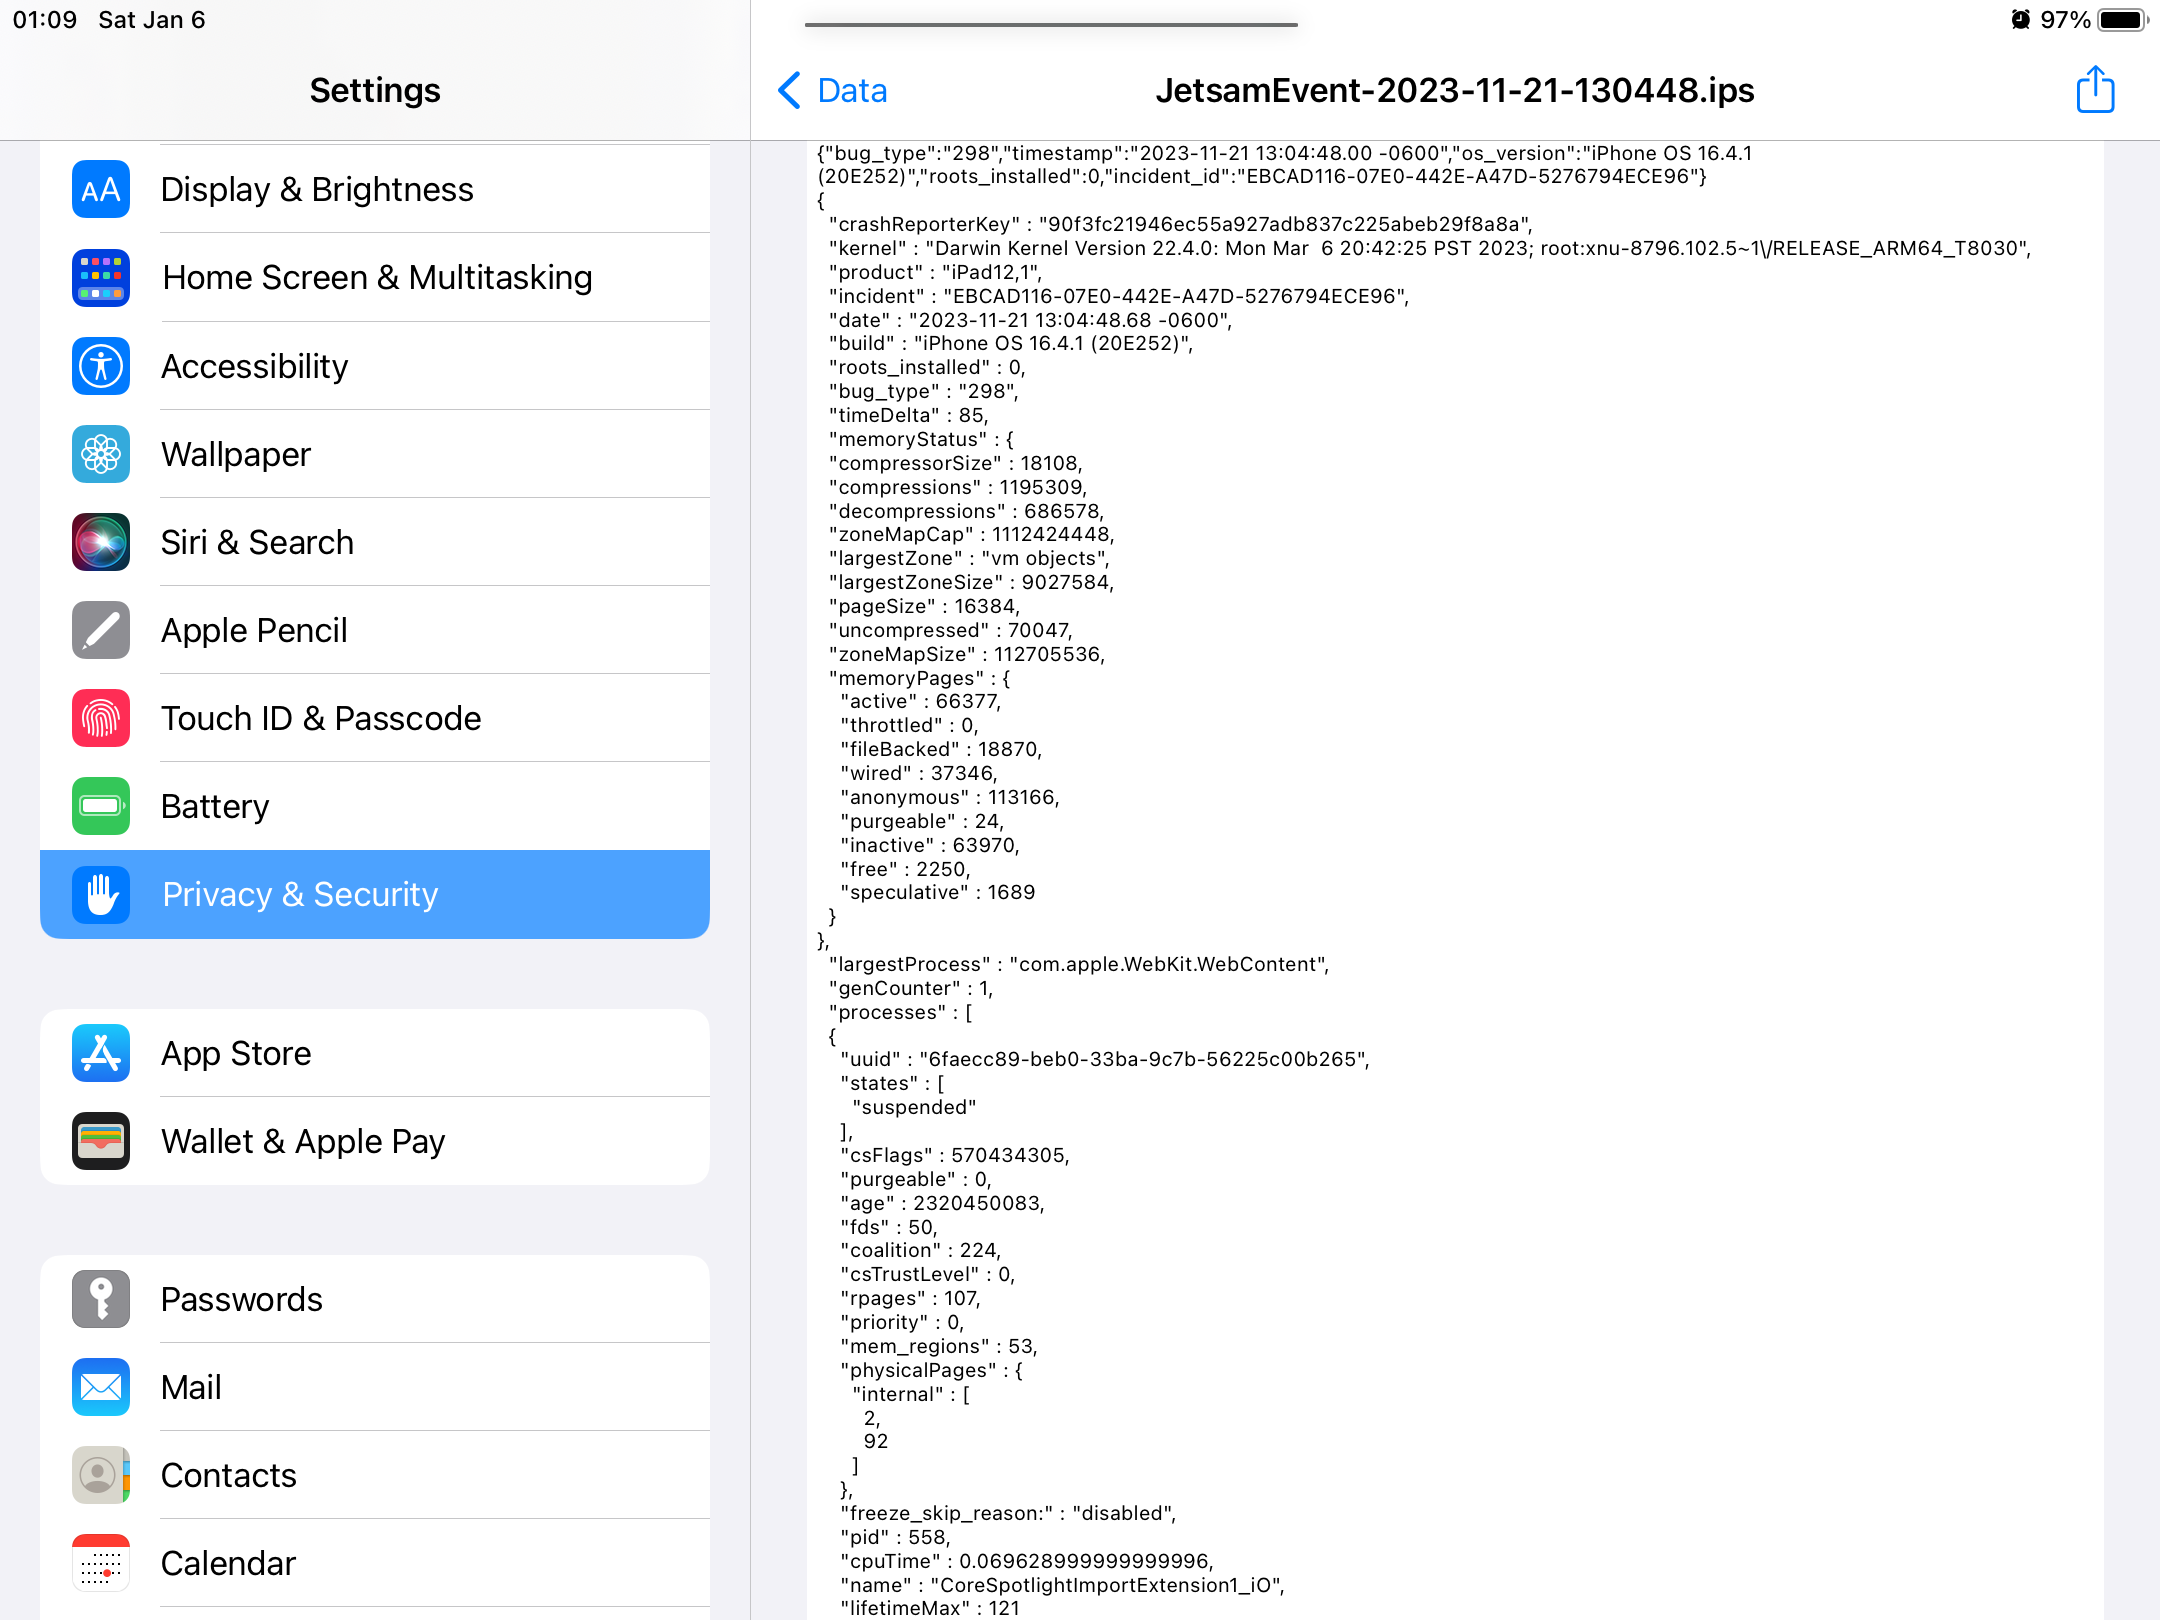 01:09 Sat Jan 6
97%
Settings
Display & Brightness
Home Screen & Multitasking
Accessibility
Wallpaper
Siri & Search
Apple Pencil
Touch ID & Passcode
Battery
Privacy & Security
App Store
Wallet & Apple Pay
Passwords
Mail
Contacts
Calendar
Data
JetsamEvent-2023-11-21-130448.ips
{"bug_type":"298","timestamp":"2023-11-21 13:04:48.00 -0600","os_version":"iPhone OS 16.4.1
(20E252)","roots_installed":0,"incident_id":"EBCAD116-07E0-442E-A47D-5276794ECE96"}
{
"crashReporterKey" : "90f3fc21946ec55a927adb837c225abeb29f8a8a",
"kernel" : "Darwin Kernel Version 22.4.0: Mon Mar  6 20:42:25 PST 2023; root:xnu-8796.102.5~1\/RELEASE_ARM64_T8030",
"product" : "iPad12,1",
"incident" : "EBCAD116-07E0-442E-A47D-5276794ECE96",
"date" : "2023-11-21 13:04:48.68 -0600",
"build" : "iPhone OS 16.4.1 (20E252)",
"roots_installed" : 0,
"bug_type" : "298",
"timeDelta" : 85,
"memoryStatus" : {
"compressorSize" : 18108,
"compressions" : 1195309,
"decompressions" : 686578,
"zoneMapCap" : 1112424448,
"largestZone" : "vm objects",
"largestZoneSize" : 9027584,
"pageSize" : 16384,
"uncompressed" : 70047,
"zoneMapSize" : 112705536,
"memoryPages" : {
"active" : 66377,
"throttled" : 0,
"fileBacked" : 18870,
"wired" : 37346,
"anonymous" : 113166,
"purgeable" : 24,
"inactive" : 63970,
"free" : 2250,
"speculative" : 1689
}
},
"largestProcess" : "com.apple.WebKit.WebContent",
"genCounter" : 1,
"processes" : [
{
"uuid" : "6faecc89-beb0-33ba-9c7b-56225c00b265",
"states" : [
"suspended"
],
"csFlags" : 570434305,
"purgeable" : 0,
"age" : 2320450083,
"fds" : 50,
"coalition" : 224,
"csTrustLevel" : 0,
"rpages" : 107,
"priority" : 0,
"mem_regions" : 53,
"physicalPages" : {
"internal" : [
2,
92
]
},
"freeze_skip_reason:" : "disabled",
"pid" : 558,
"cpuTime" : 0.069628999999999996,
"name" : "CoreSpotlightImportExtension1_iO",
"lifetimeMax" : 121